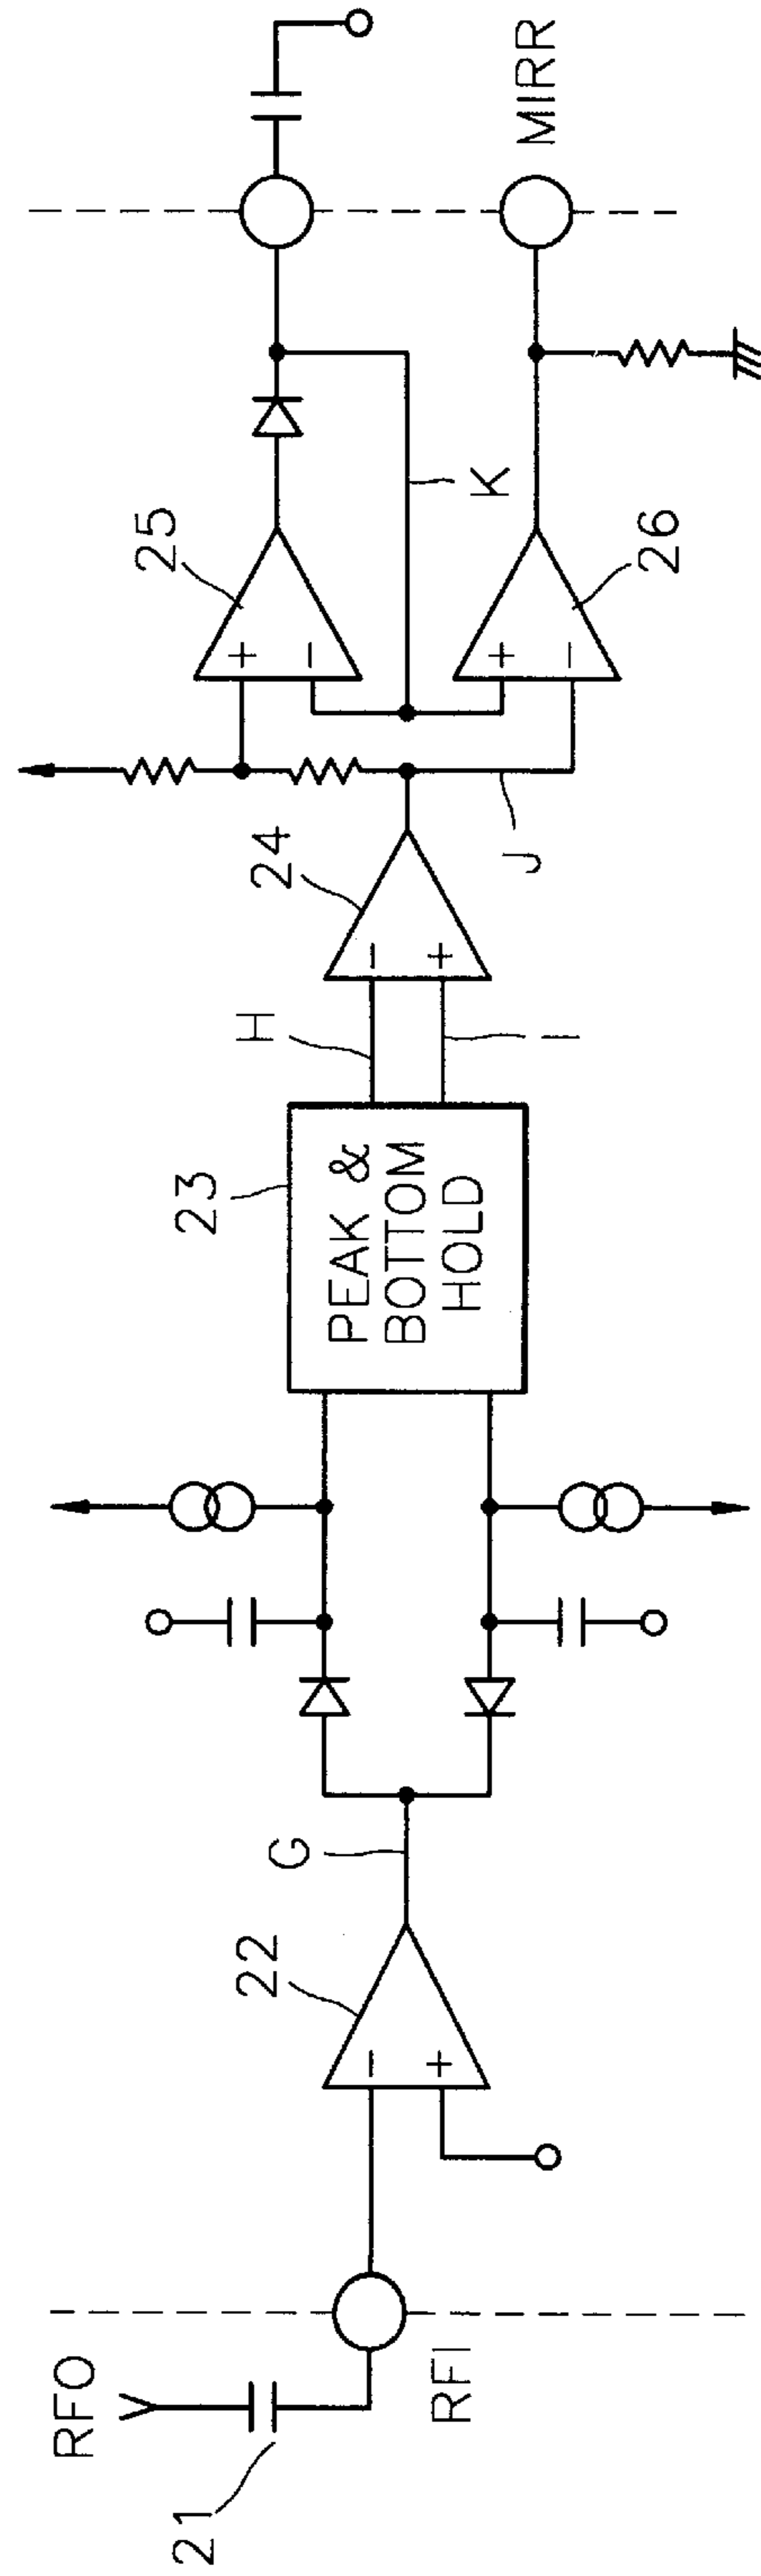 RFO
21
RFI
22
−
+
G
23
PEAK &
BOTTOM
HOLD
H
I
24
−
+
J
25
+
−
K
26
+
−
MIRR